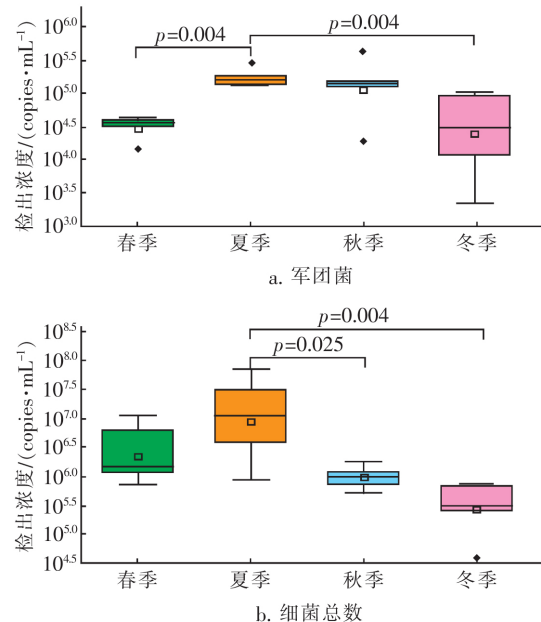 检出浓度/(copies·mL⁻¹)
10^6.0
10^5.5
10^5.0
10^4.5
10^4.0
10^3.5
10^3.0
p=0.004
p=0.004
春季 夏季 秋季 冬季
a. 军团菌
检出浓度/(copies·mL⁻¹)
10^8.5
10^8.0
10^7.5
10^7.0
10^6.5
10^6.0
10^5.5
10^5.0
10^4.5
p=0.004
p=0.025
春季 夏季 秋季 冬季
b. 细菌总数